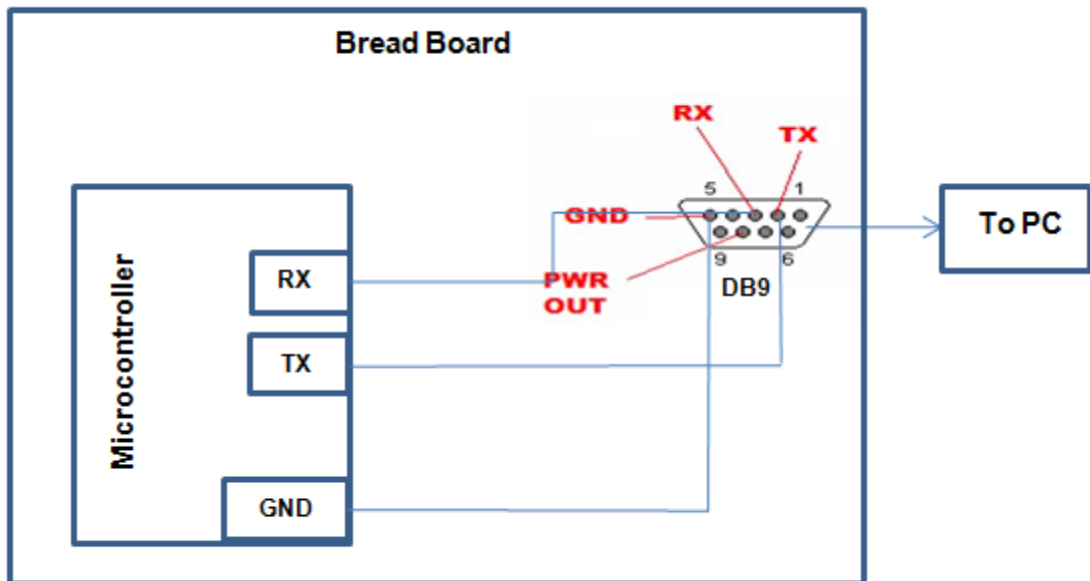 Bread Board
RX
TX
5
1
GND
To PC
RX
9
6
PWR
OUT
DB9
TX
Microcontroller
GND